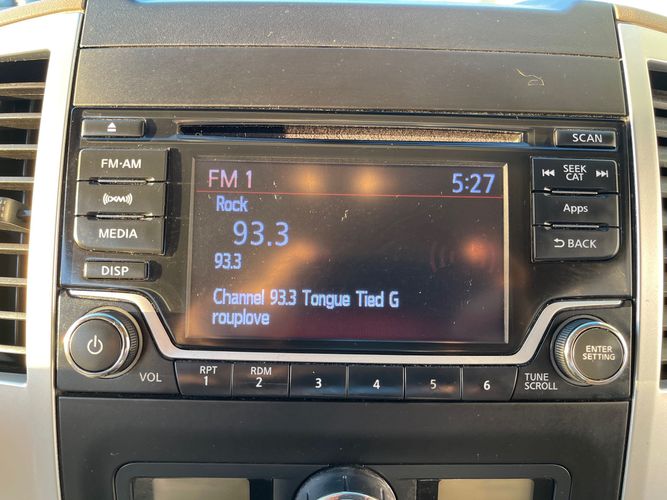 SCAN
FM·AM
XM
MEDIA
DISP
FM 1 5:27
Rock
93.3
93.3
Channel 93.3 Tongue Tied G
rouplove
SEEK
CAT
Apps
BACK
VOL
RPT
1
RDM
2
3
4
5
6
TUNE
SCROLL
ENTER
SETTING